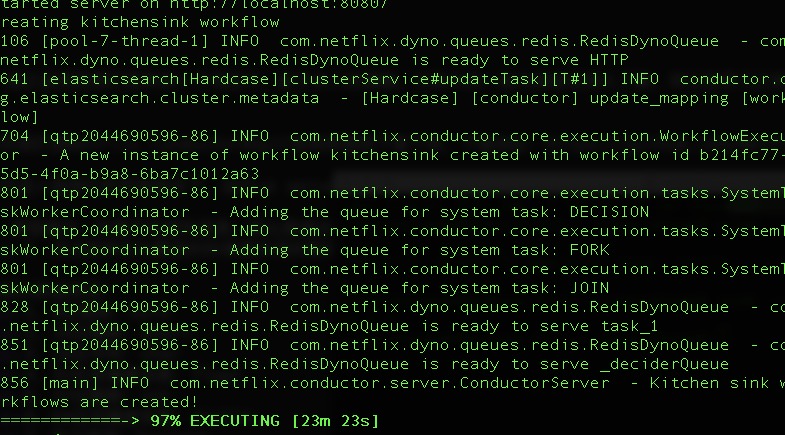 tarted server on http://localhost:80807
reating kitchensink workflow
106 [pool-7-thread-1] INFO  com.netflix.dyno.queues.redis.RedisDynoQueue  - com
netflix.dyno.queues.redis.RedisDynoQueue is ready to serve HTTP
641 [elasticsearch[Hardcase][clusterService#updateTask][T#1]] INFO  conductor.o
g.elasticsearch.cluster.metadata  - [Hardcase] [conductor] update_mapping [work
low]
704 [qtp2044690596-86] INFO  com.netflix.conductor.core.execution.WorkflowExecu
or  - A new instance of workflow kitchensink created with workflow id b214fc77-
5d5-4f0a-b9a8-6ba7c1012a63
801 [qtp2044690596-86] INFO  com.netflix.conductor.core.execution.tasks.SystemT
skWorkerCoordinator  - Adding the queue for system task: DECISION
801 [qtp2044690596-86] INFO  com.netflix.conductor.core.execution.tasks.SystemT
skWorkerCoordinator  - Adding the queue for system task: FORK
801 [qtp2044690596-86] INFO  com.netflix.conductor.core.execution.tasks.SystemT
skWorkerCoordinator  - Adding the queue for system task: JOIN
828 [qtp2044690596-86] INFO  com.netflix.dyno.queues.redis.RedisDynoQueue  - co
.netflix.dyno.queues.redis.RedisDynoQueue is ready to serve task_1
851 [qtp2044690596-86] INFO  com.netflix.dyno.queues.redis.RedisDynoQueue  - co
.netflix.dyno.queues.redis.RedisDynoQueue is ready to serve _deciderQueue
856 [main] INFO  com.netflix.conductor.server.ConductorServer  - Kitchen sink w
rkflows are created!
============-> 97% EXECUTING [23m 23s]